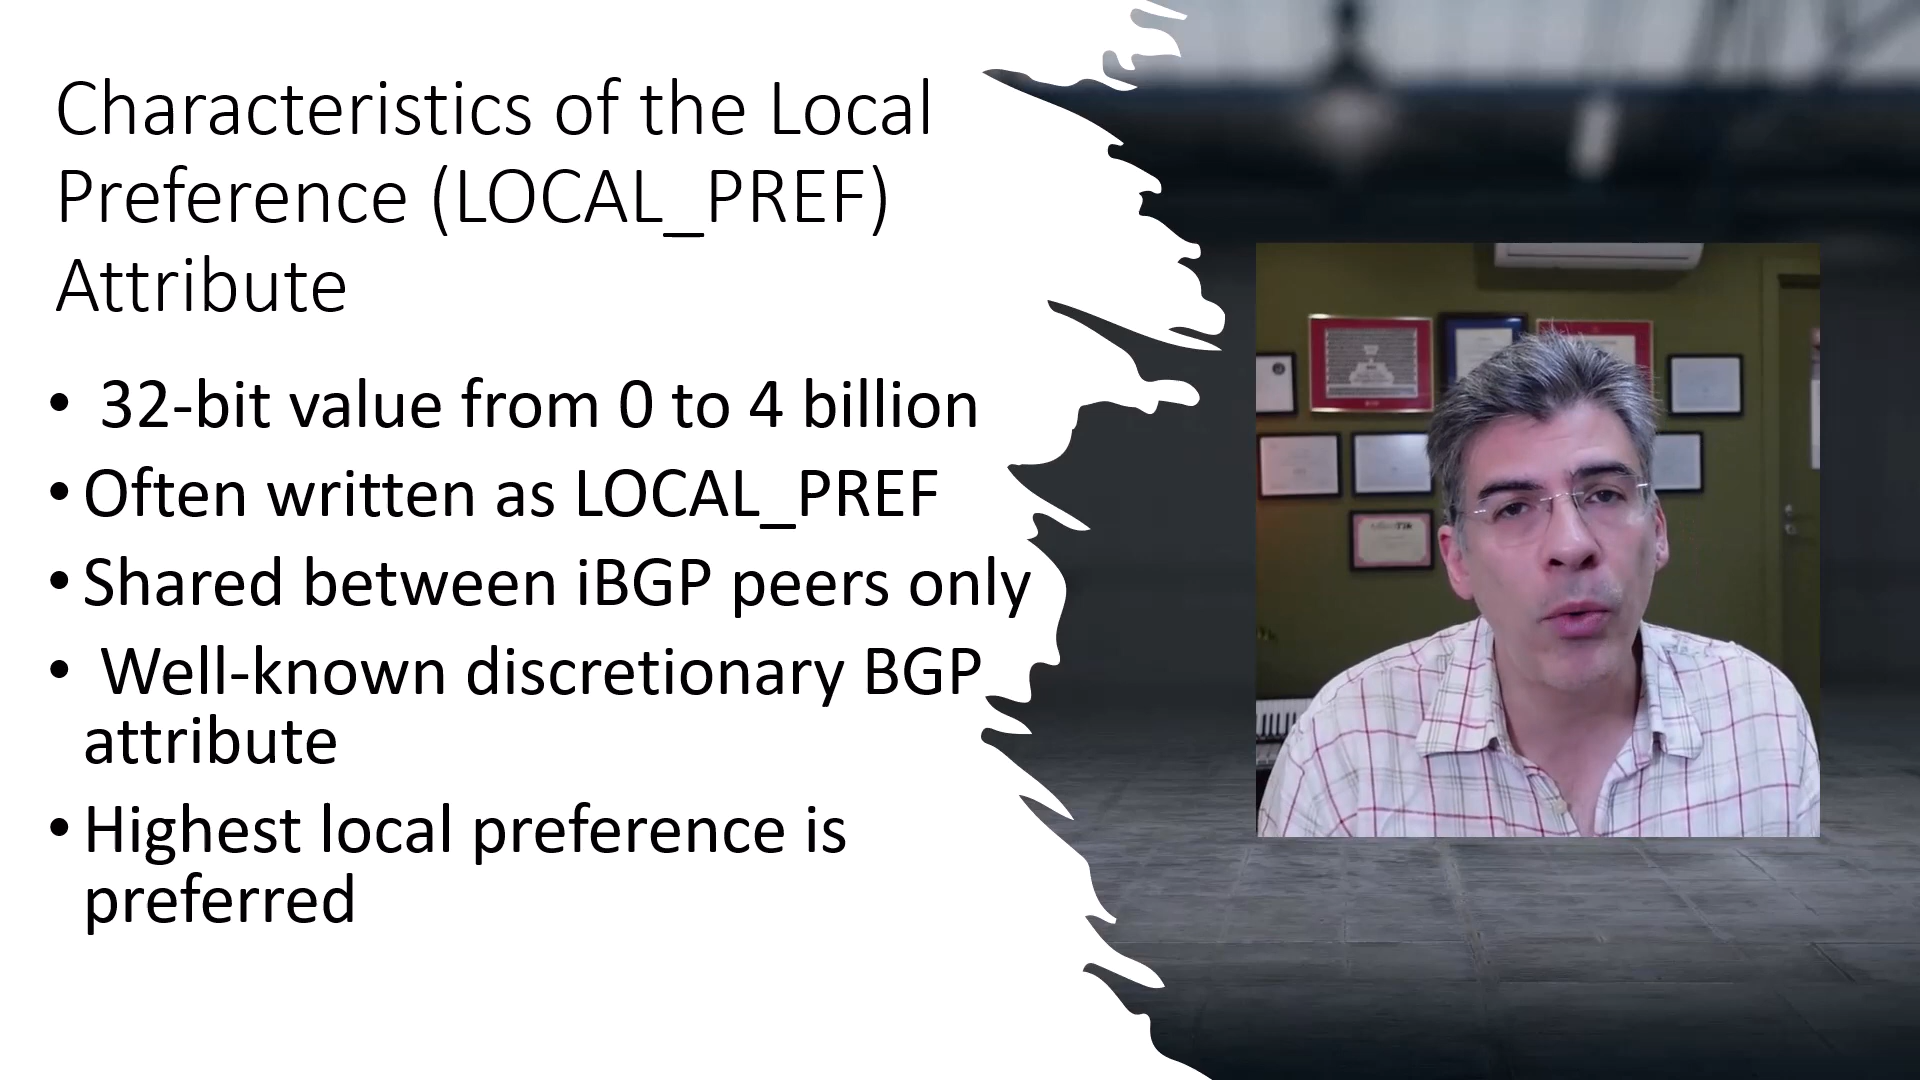 Characteristics of the Local
Preference (LOCAL_PREF)
Attribute
• 32-bit value from 0 to 4 billion
• Often written as LOCAL_PREF
• Shared between iBGP peers only
• Well-known discretionary BGP
attribute
• Highest local preference is
preferred